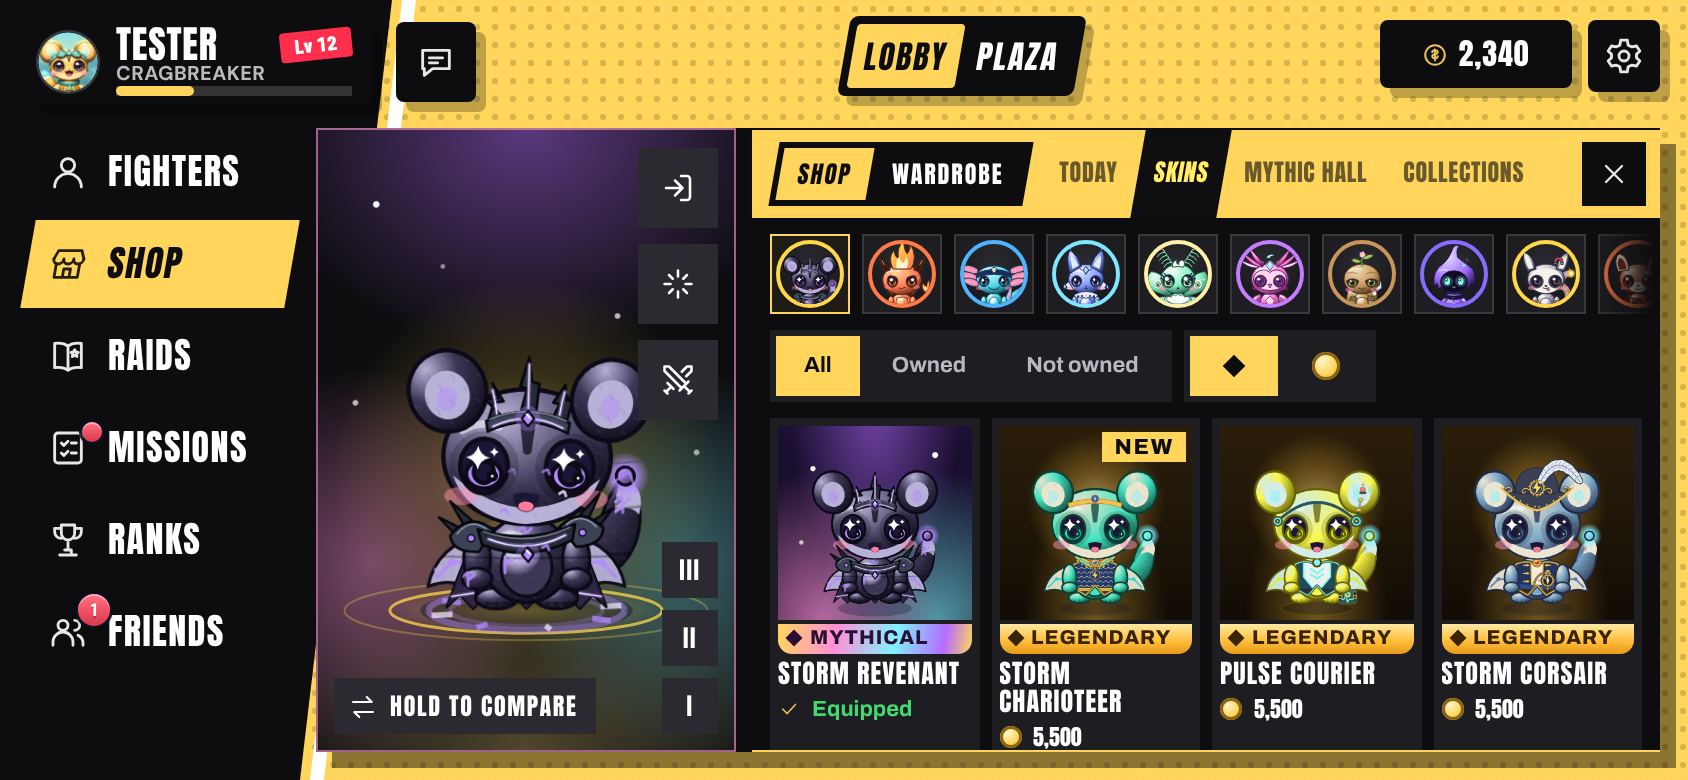 TESTER
Lv 12
CRAGBREAKER
LOBBY PLAZA
2,340
FIGHTERS
SHOP
RAIDS
MISSIONS
RANKS
1
FRIENDS
III
II
I
HOLD TO COMPARE
SHOP WARDROBE TODAY SKINS MYTHIC HALL COLLECTIONS
All Owned Not owned
MYTHICAL
STORM REVENANT
Equipped
NEW
LEGENDARY
STORM
CHARIOTEER
5,500
LEGENDARY
PULSE COURIER
5,500
LEGENDARY
STORM CORSAIR
5,500